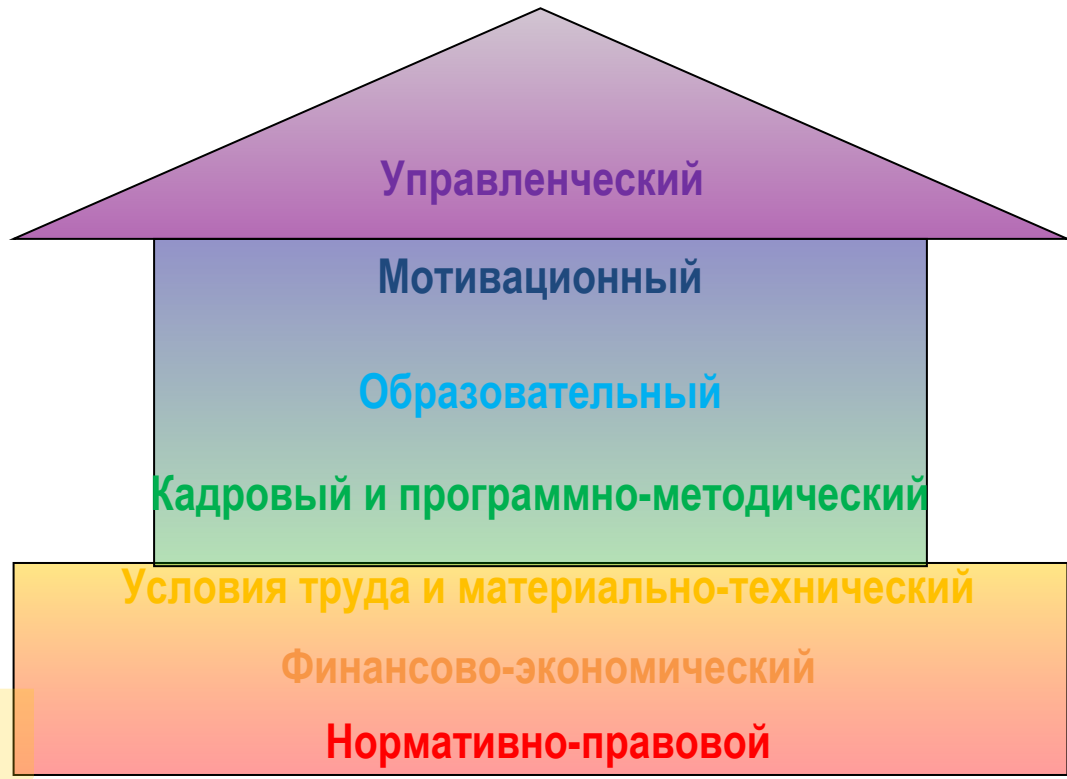 Управленческий
Мотивационный
Образовательный
Кадровый и программно-методический
Условия труда и материально-технический
Финансово-экономический
Нормативно-правовой